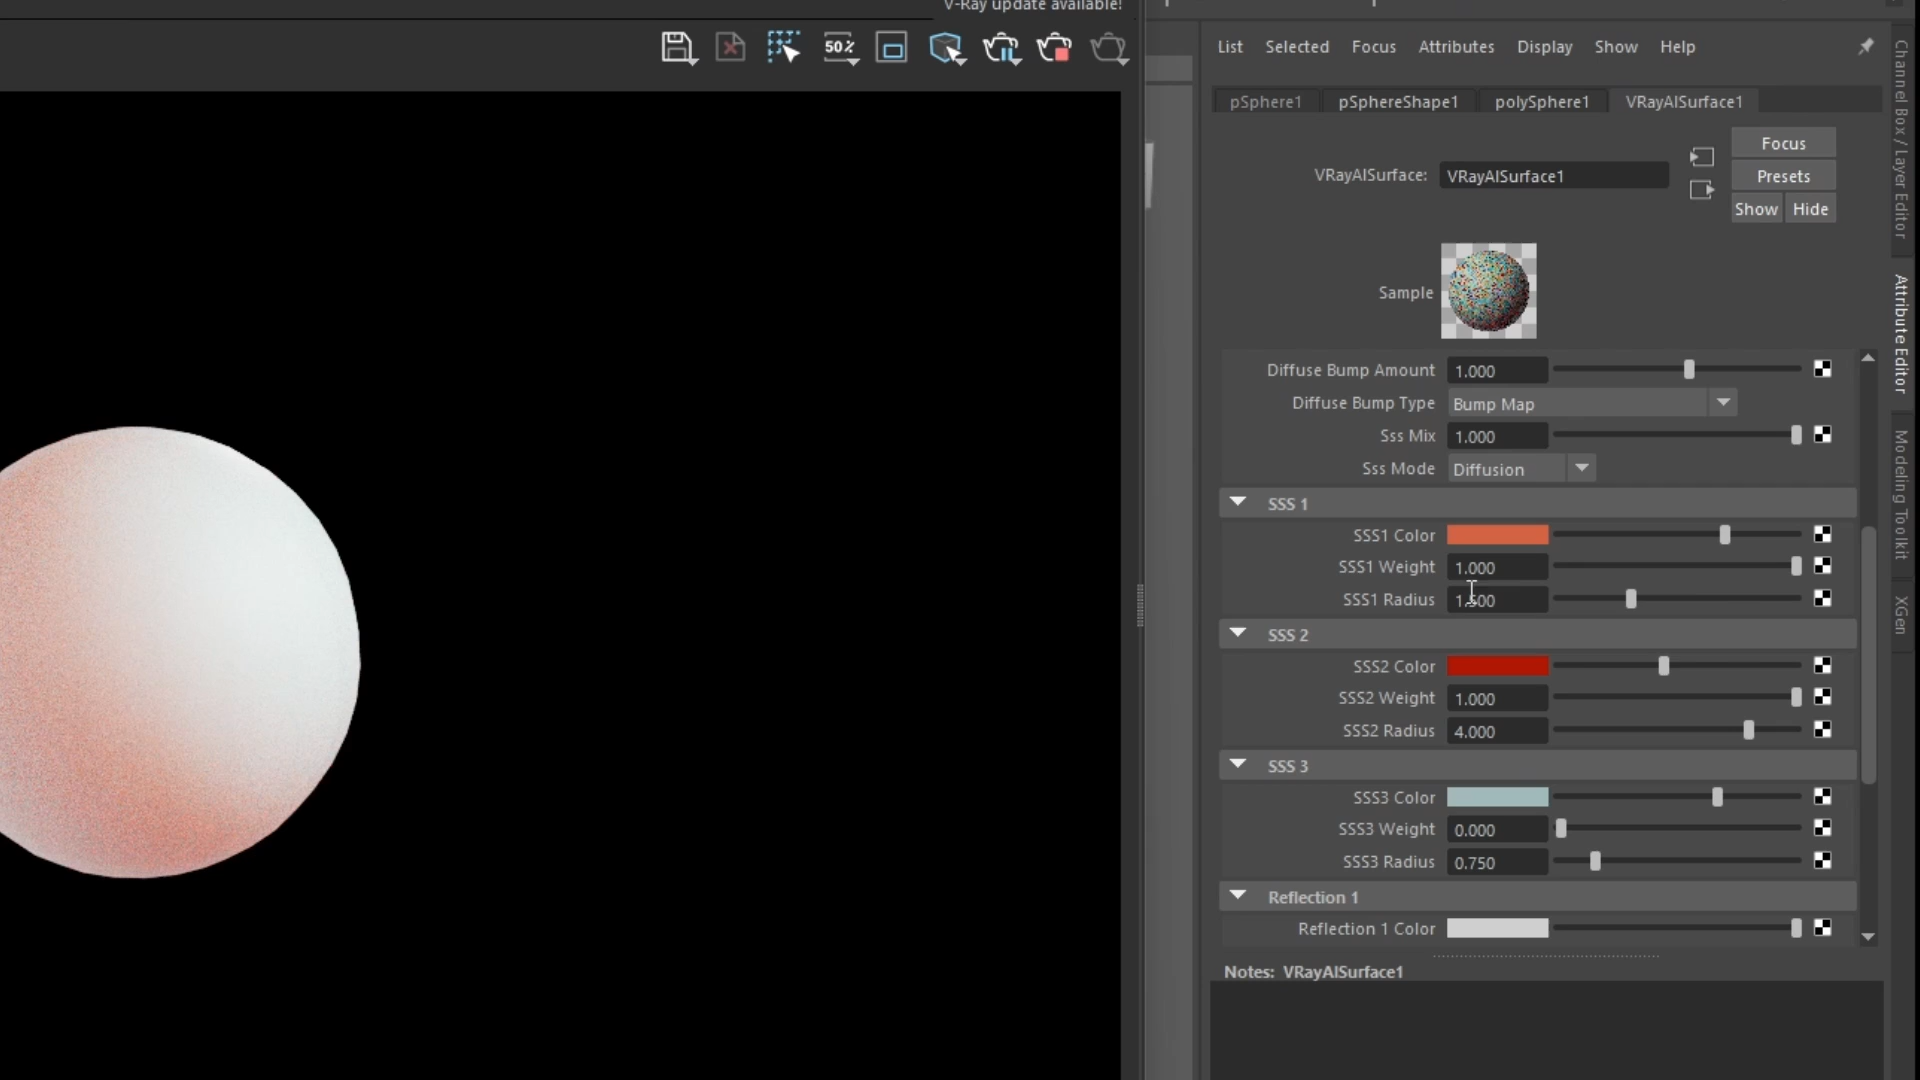 V-Ray update available!
50%
List Selected Focus Attributes Display Show Help
pSphere1 pSphereShape1 polySphere1 VRayAlSurface1
Focus
VRayAlSurface: VRayAlSurface1
Presets
Show Hide
Sample
Diffuse Bump Amount 1.000
Diffuse Bump Type Bump Map
Sss Mix 1.000
Sss Mode Diffusion
SSS 1
SSS1 Color
SSS1 Weight 1.000
SSS1 Radius 1.500
SSS 2
SSS2 Color
SSS2 Weight 1.000
SSS2 Radius 4.000
SSS 3
SSS3 Color
SSS3 Weight 0.000
SSS3 Radius 0.750
Reflection 1
Reflection 1 Color
Notes: VRayAlSurface1
Channel Box / Layer Editor
Attribute Editor
Modeling Toolkit
XGen